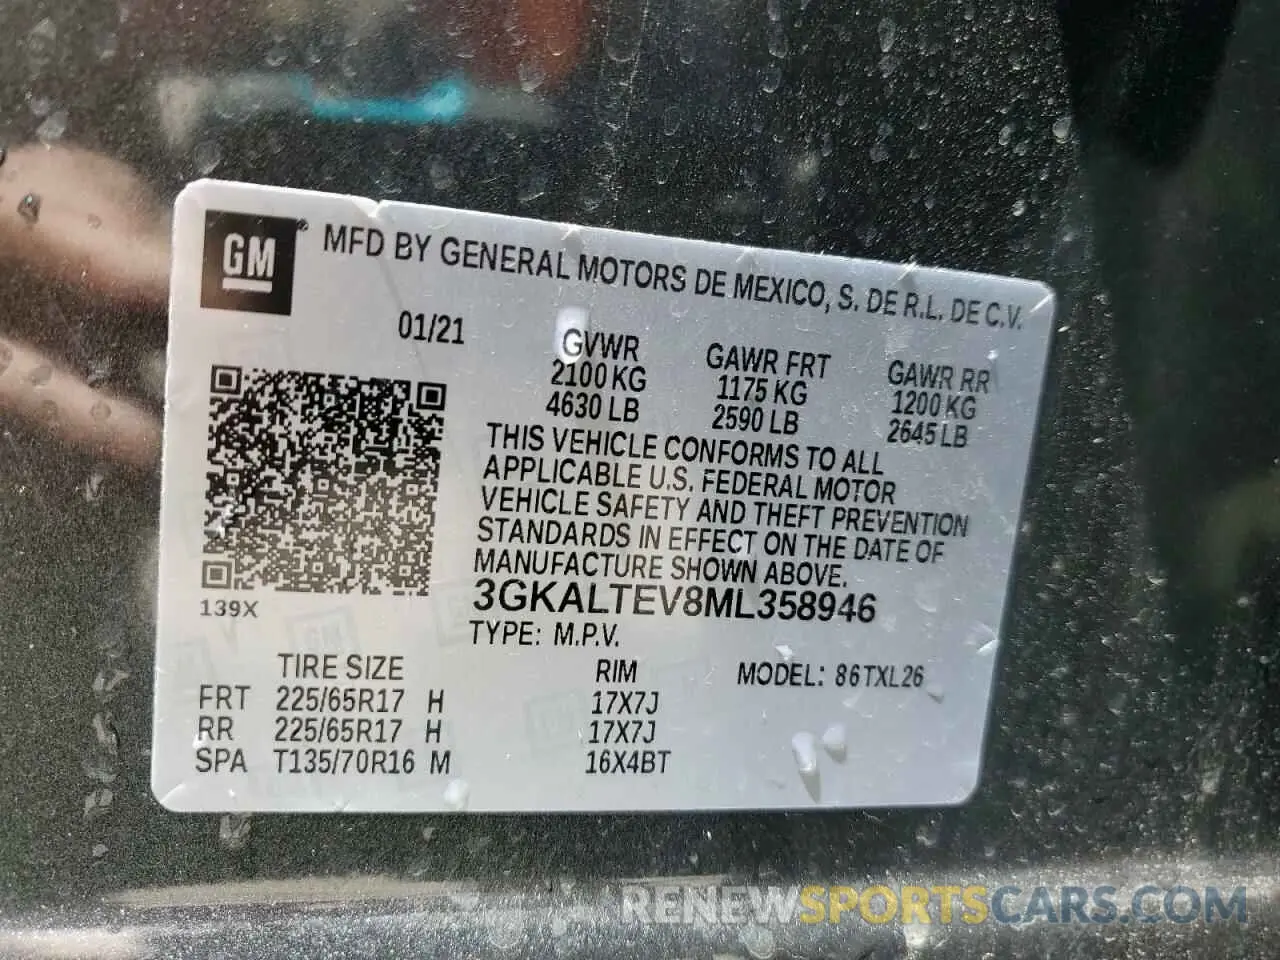 GM
MFD BY GENERAL MOTORS DE MEXICO, S. DE R.L. DE C.V.
01/21
GVWR GAWR FRT GAWR RR
2100 KG 1175 KG 1200 KG
4630 LB 2590 LB 2645 LB
THIS VEHICLE CONFORMS TO ALL
APPLICABLE U.S. FEDERAL MOTOR
VEHICLE SAFETY AND THEFT PREVENTION
STANDARDS IN EFFECT ON THE DATE OF
MANUFACTURE SHOWN ABOVE.
139X
3GKALTEV8ML358946
TYPE: M.P.V.
TIRE SIZE RIM MODEL: 86TXL26
FRT 225/65R17 H 17X7J
RR 225/65R17 H 17X7J
SPA T135/70R16 M 16X4BT
RENEWSPORTSCARS.COM